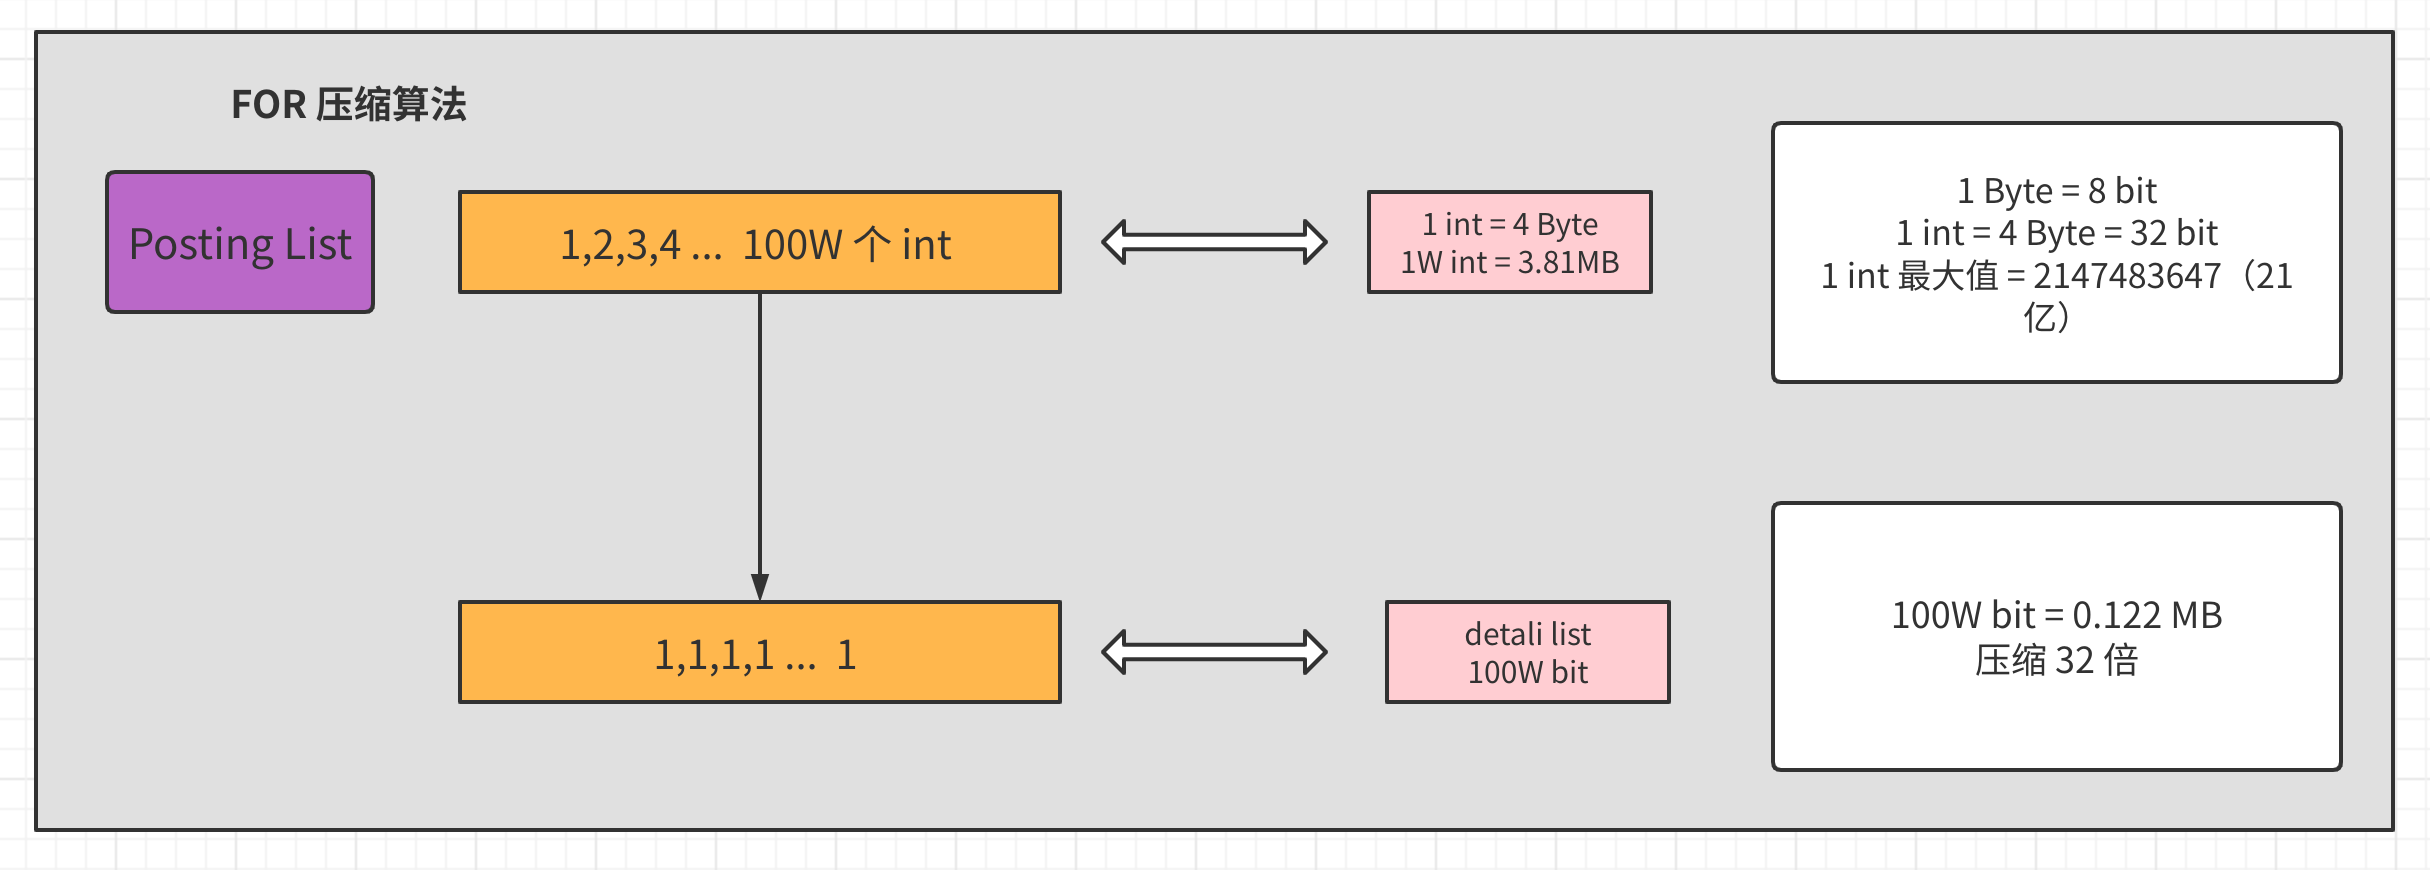 FOR 压缩算法
Posting List
1,2,3,4 ... 100W 个 int
1 int = 4 Byte
1W int = 3.81MB
1 Byte = 8 bit
1 int = 4 Byte = 32 bit
1 int 最大值 = 2147483647（21
亿）
1,1,1,1 ... 1
detali list
100W bit
100W bit = 0.122 MB
压缩 32 倍